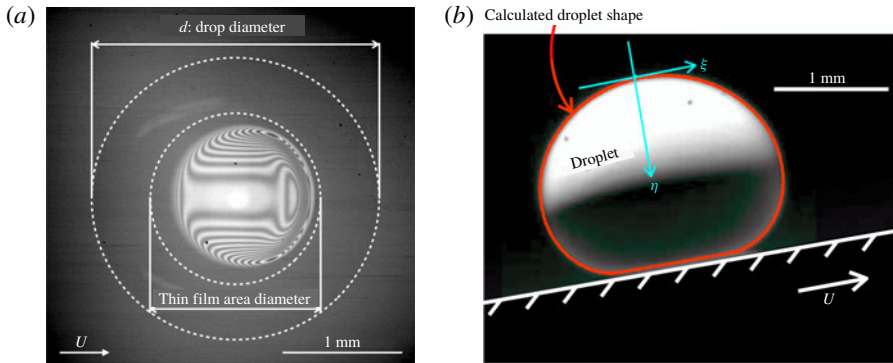 (a)
d: drop diameter
Thin film area diameter
U
1 mm
(b)
Calculated droplet shape
ξ
1 mm
Droplet
η
U